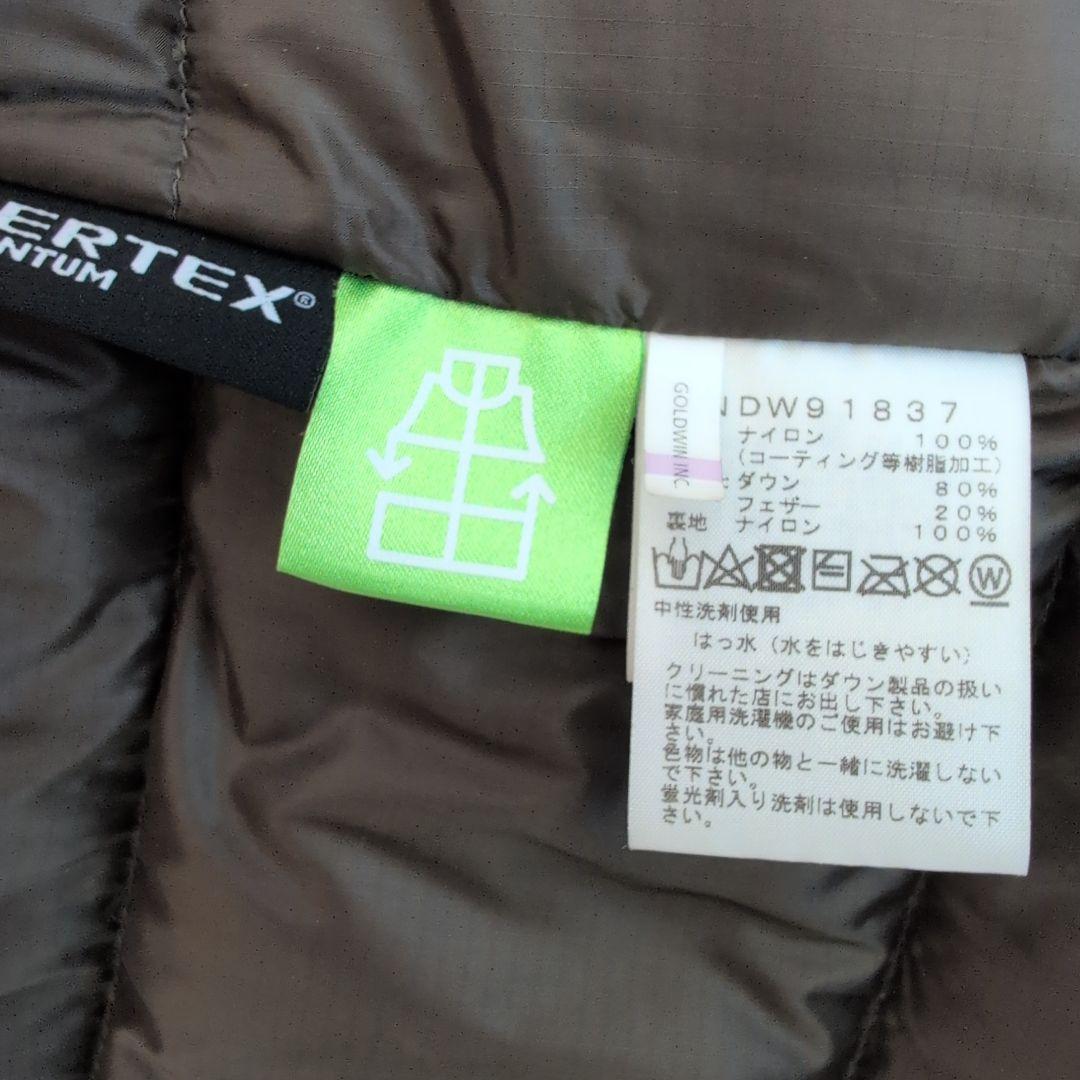 ERTEX®
NTUM
GOLDWIN INC
NDW91837
ナイロン 100%
(コーティング等樹脂加工)
ダウン 80%
フェザー 20%
裏地 ナイロン 100%
W
中性洗剤使用
はっ水（水をはじきやすい）
クリーニングはダウン製品の扱い
に慣れた店にお出し下さい。
家庭用洗濯機のご使用はお避け下
さい。
色物は他の物と一緒に洗濯しない
で下さい。
蛍光剤入り洗剤は使用しないで下
さい。